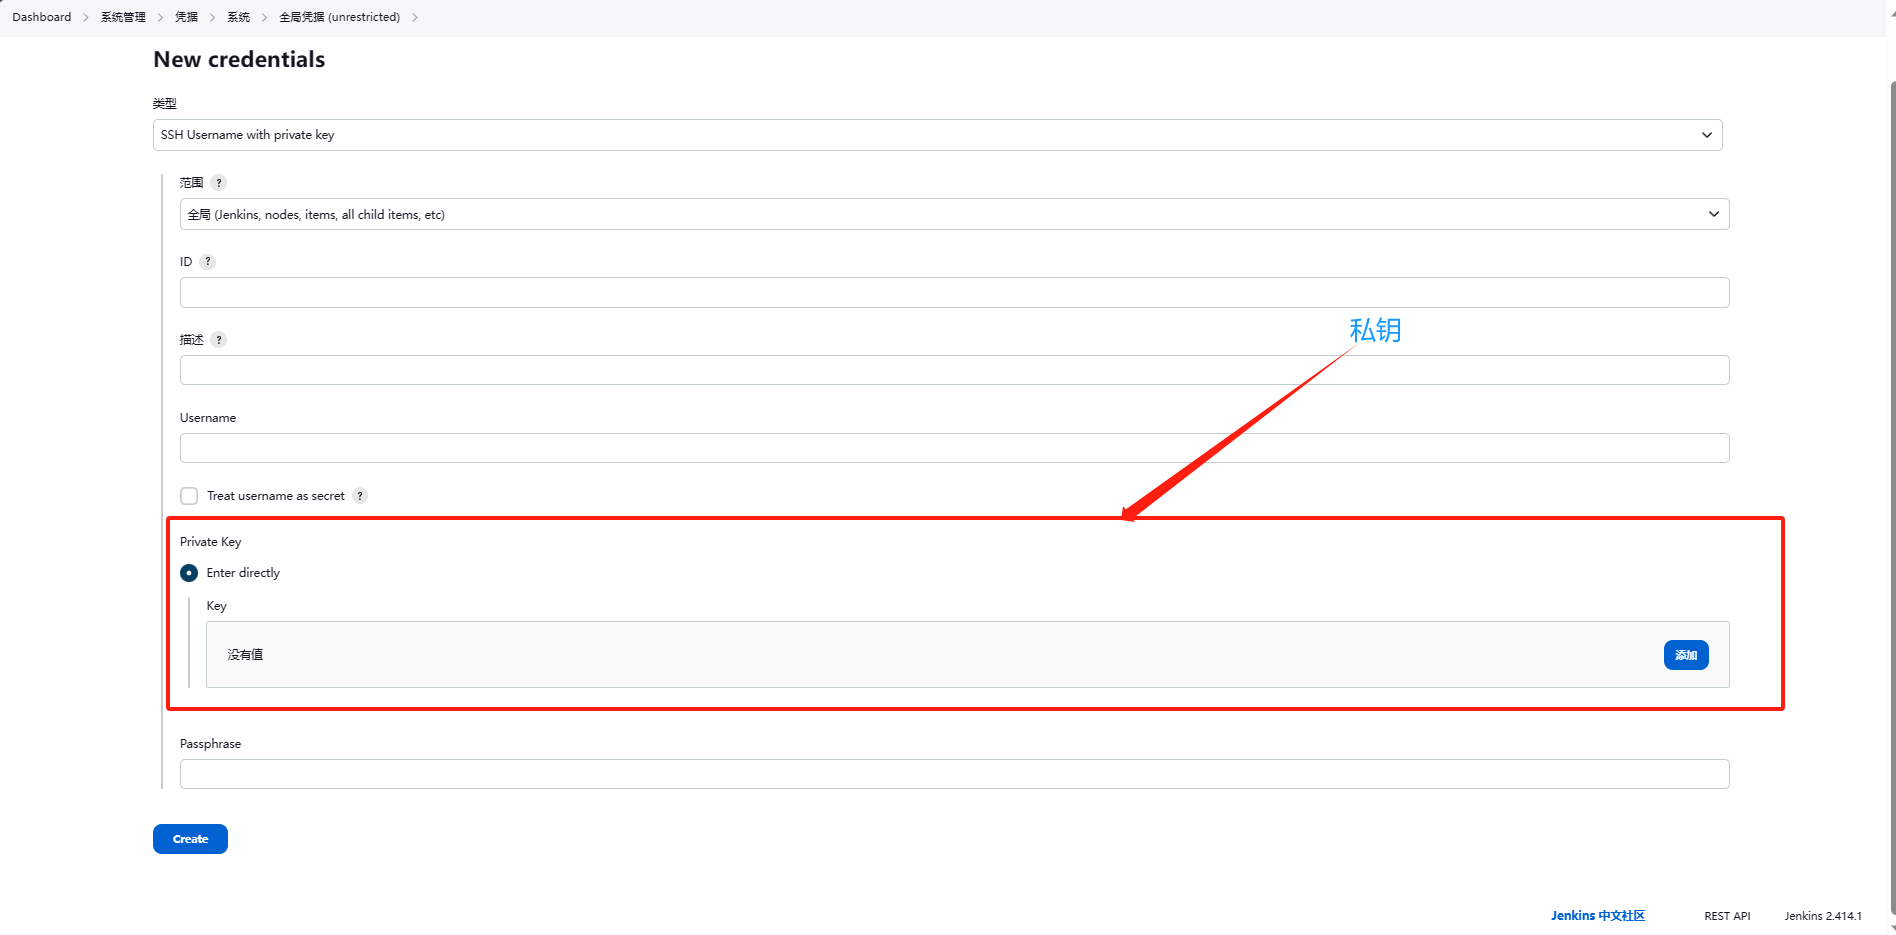 Dashboard > 系统管理 > 凭据 > 系统 > 全局凭据 (unrestricted) >
New credentials
类型
SSH Username with private key
范围 ?
全局 (Jenkins, nodes, items, all child items, etc)
ID ?
描述 ?
私钥
Username
Treat username as secret ?
Private Key
Enter directly
Key
没有值 添加
Passphrase
Create
Jenkins 中文社区 REST API Jenkins 2.414.1